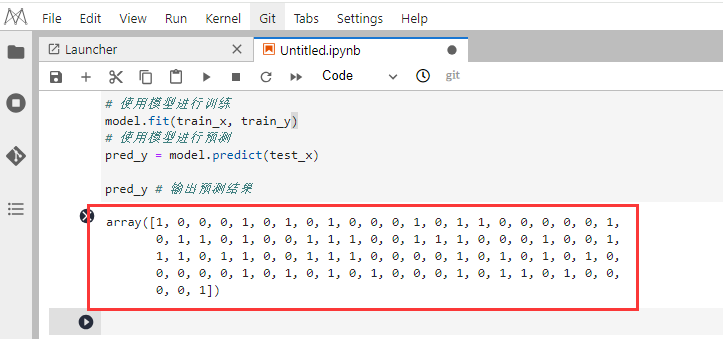 File Edit View Run Kernel Git Tabs Settings Help
Launcher Untitled.ipynb
Code git
# 使用模型进行训练
model.fit(train_x, train_y)
# 使用模型进行预测
pred_y = model.predict(test_x)
pred_y # 输出预测结果
array([1, 0, 0, 0, 1, 0, 1, 0, 1, 0, 0, 0, 1, 0, 1, 1, 0, 0, 0, 0, 0, 1,
0, 1, 1, 0, 1, 0, 0, 1, 1, 1, 0, 0, 1, 1, 1, 0, 0, 0, 1, 0, 0, 1,
1, 1, 0, 1, 1, 0, 0, 1, 1, 1, 0, 0, 0, 0, 1, 0, 1, 0, 1, 0, 1, 0,
0, 0, 0, 0, 1, 0, 1, 0, 1, 0, 1, 0, 0, 0, 1, 0, 1, 1, 0, 1, 0, 0,
0, 0, 1])